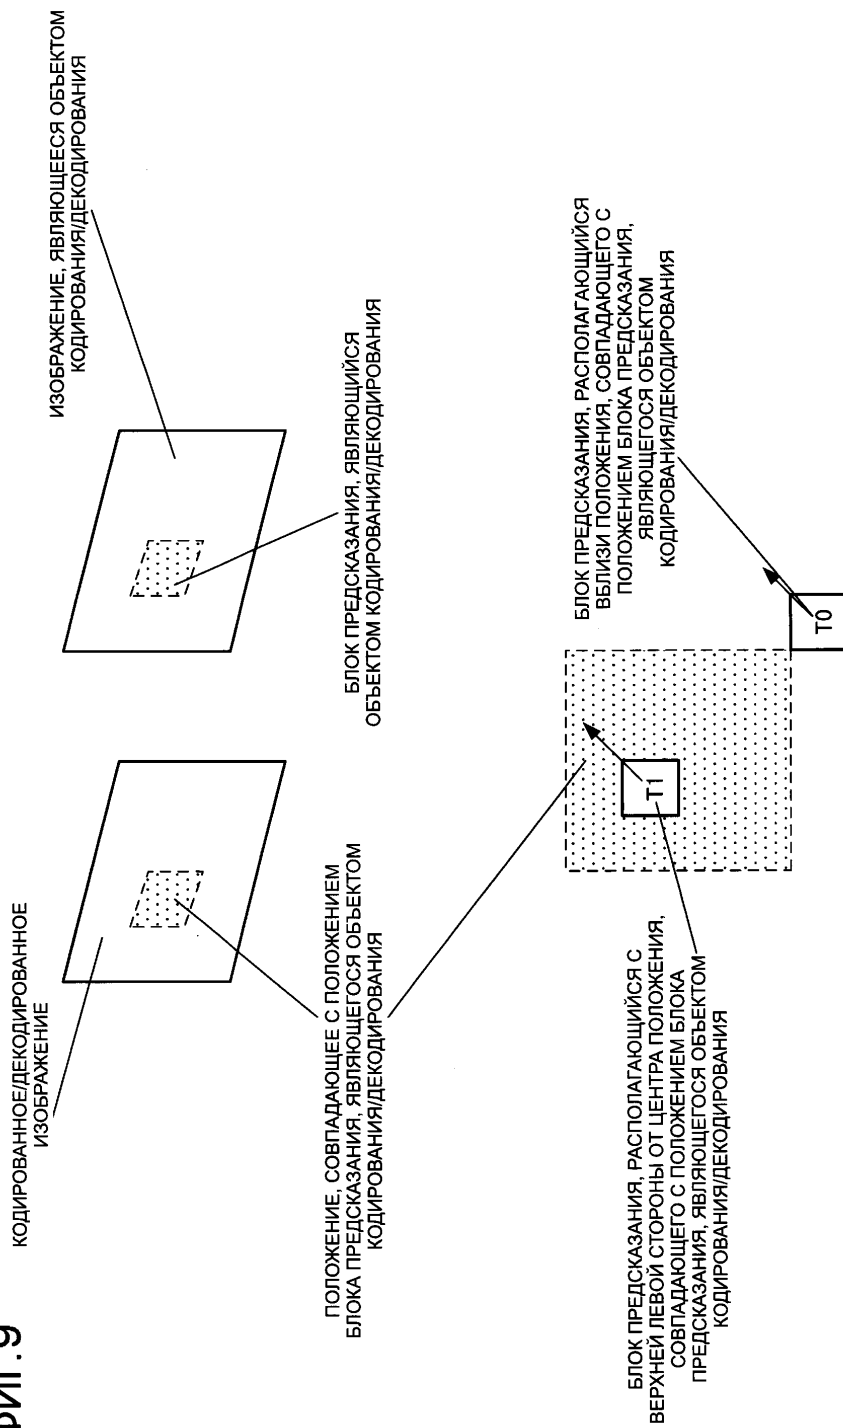 ФИГ.9
КОДИРОВАННОЕ/ДЕКОДИРОВАННОЕ
ИЗОБРАЖЕНИЕ
ИЗОБРАЖЕНИЕ, ЯВЛЯЮЩЕЕСЯ ОБЪЕКТОМ
КОДИРОВАНИЯ/ДЕКОДИРОВАНИЯ
ПОЛОЖЕНИЕ, СОВПАДАЮЩЕЕ С ПОЛОЖЕНИЕМ
БЛОКА ПРЕДСКАЗАНИЯ, ЯВЛЯЮЩЕГОСЯ ОБЪЕКТОМ
КОДИРОВАНИЯ/ДЕКОДИРОВАНИЯ
БЛОК ПРЕДСКАЗАНИЯ, ЯВЛЯЮЩИЙСЯ
ОБЪЕКТОМ КОДИРОВАНИЯ/ДЕКОДИРОВАНИЯ
БЛОК ПРЕДСКАЗАНИЯ, РАСПОЛАГАЮЩИЙСЯ С
ВЕРХНЕЙ ЛЕВОЙ СТОРОНЫ ОТ ЦЕНТРА ПОЛОЖЕНИЯ,
СОВПАДАЮЩЕГО С ПОЛОЖЕНИЕМ БЛОКА
ПРЕДСКАЗАНИЯ, ЯВЛЯЮЩЕГОСЯ ОБЪЕКТОМ
КОДИРОВАНИЯ/ДЕКОДИРОВАНИЯ
T1
БЛОК ПРЕДСКАЗАНИЯ, РАСПОЛАГАЮЩИЙСЯ
ВБЛИЗИ ПОЛОЖЕНИЯ, СОВПАДАЮЩЕГО С
ПОЛОЖЕНИЕМ БЛОКА ПРЕДСКАЗАНИЯ,
ЯВЛЯЮЩЕГОСЯ ОБЪЕКТОМ
КОДИРОВАНИЯ/ДЕКОДИРОВАНИЯ
T0